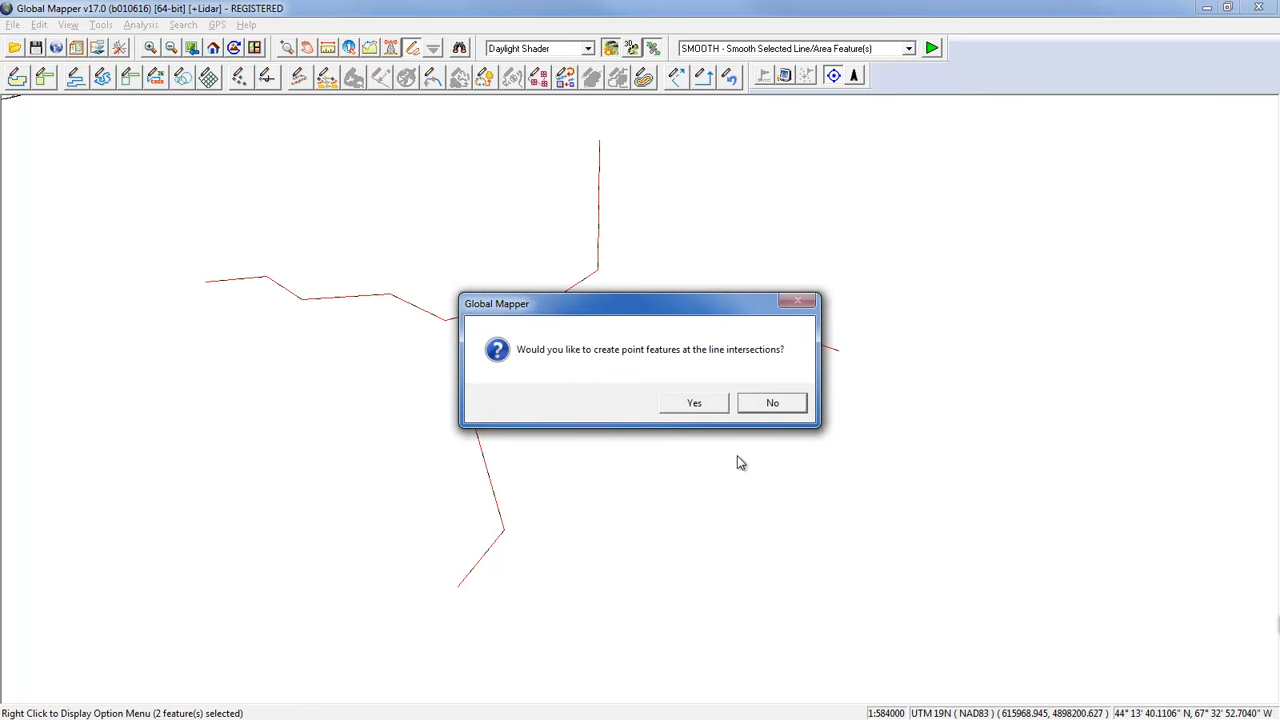 Global Mapper v17.0 (b010616) [64-bit] [+Lidar] - REGISTERED
File Edit View Tools Analysis Search GPS Help
Daylight Shader
SMOOTH - Smooth Selected Line/Area Feature(s)
Global Mapper
Would you like to create point features at the line intersections?
Yes No
Right Click to Display Option Menu (2 feature(s) selected)
1:584000 UTM 19N ( NAD83 ) ( 615968.945, 4898200.627 ) 44° 13' 40.1106" N, 67° 32' 52.7040" W